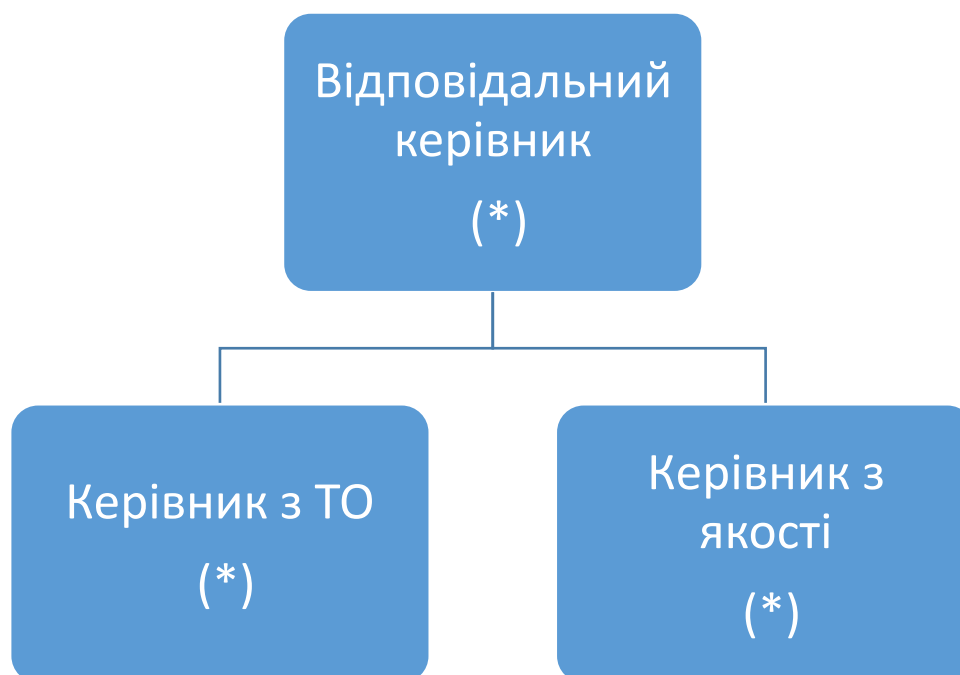 Відповідальний
керівник
(*)
Керівник з ТО
(*)
Керівник з
якості
(*)